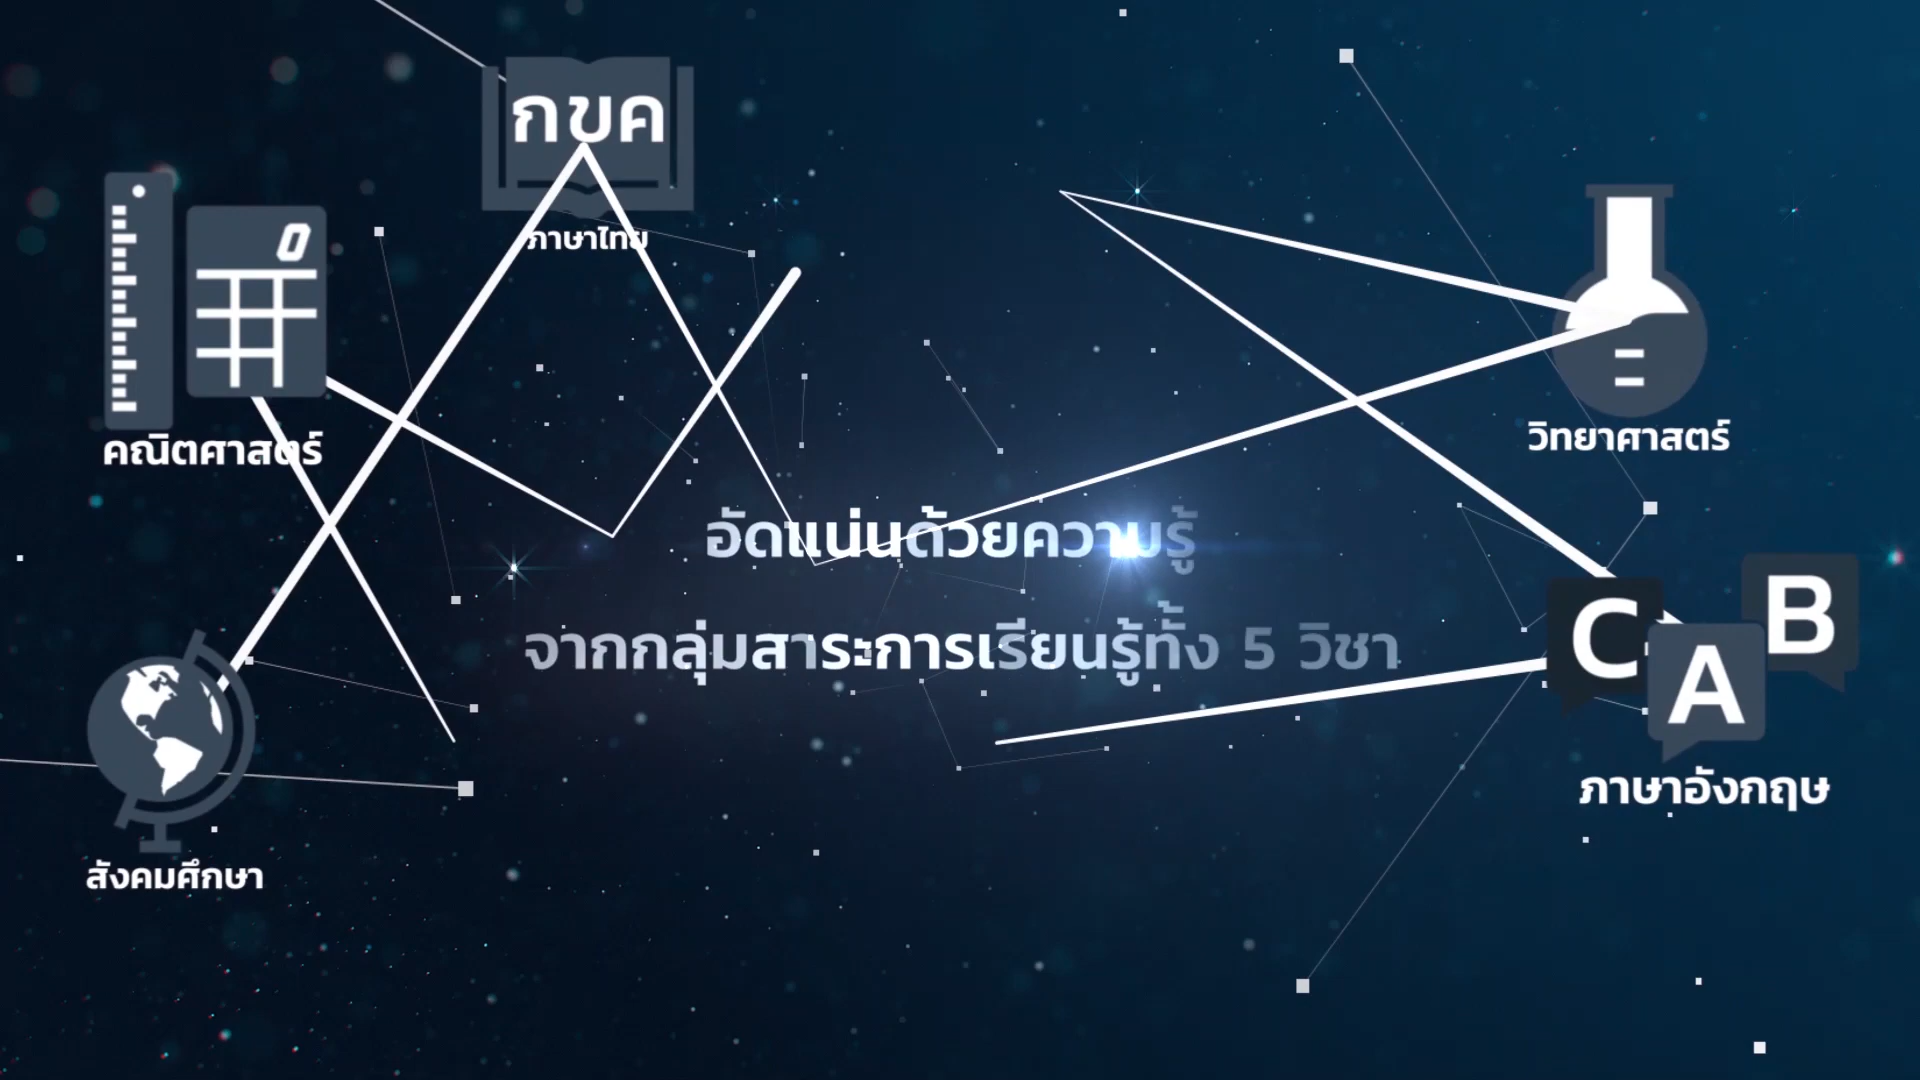 กขค
ภาษาไทย
0
คณิตศาสตร์
วิทยาศาสตร์
อัดแน่นด้วยความรู้
จากกลุ่มสาระการเรียนรู้ทั้ง 5 วิชา
C A B
ภาษาอังกฤษ
สังคมศึกษา